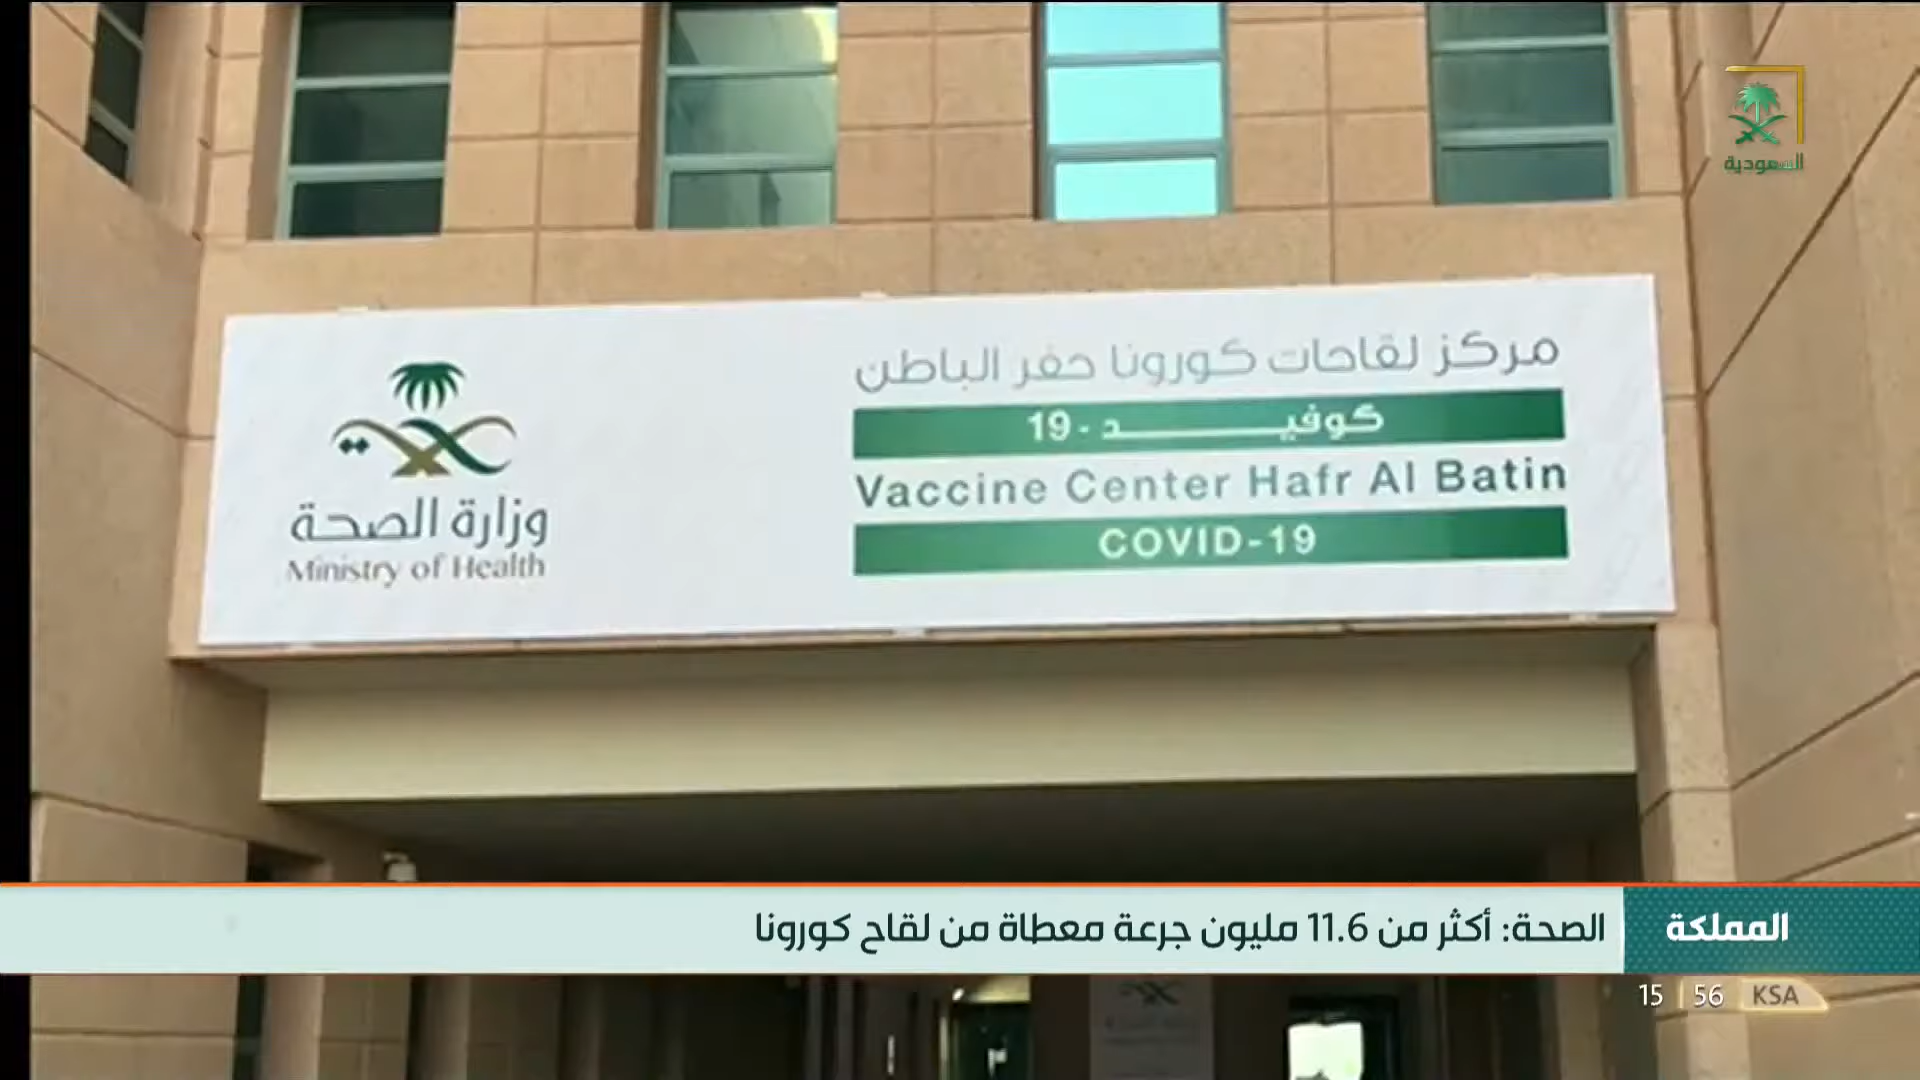 السعودية
مركز لقاحات كورونا حفر الباطن
كوفيـــــــــــــد - 19
Vaccine Center Hafr Al Batin
COVID-19
وزارة الصحة
Ministry of Health
المملكة
الصحة: أكثر من 11.6 مليون جرعة معطاة من لقاح كورونا
15 56 KSA